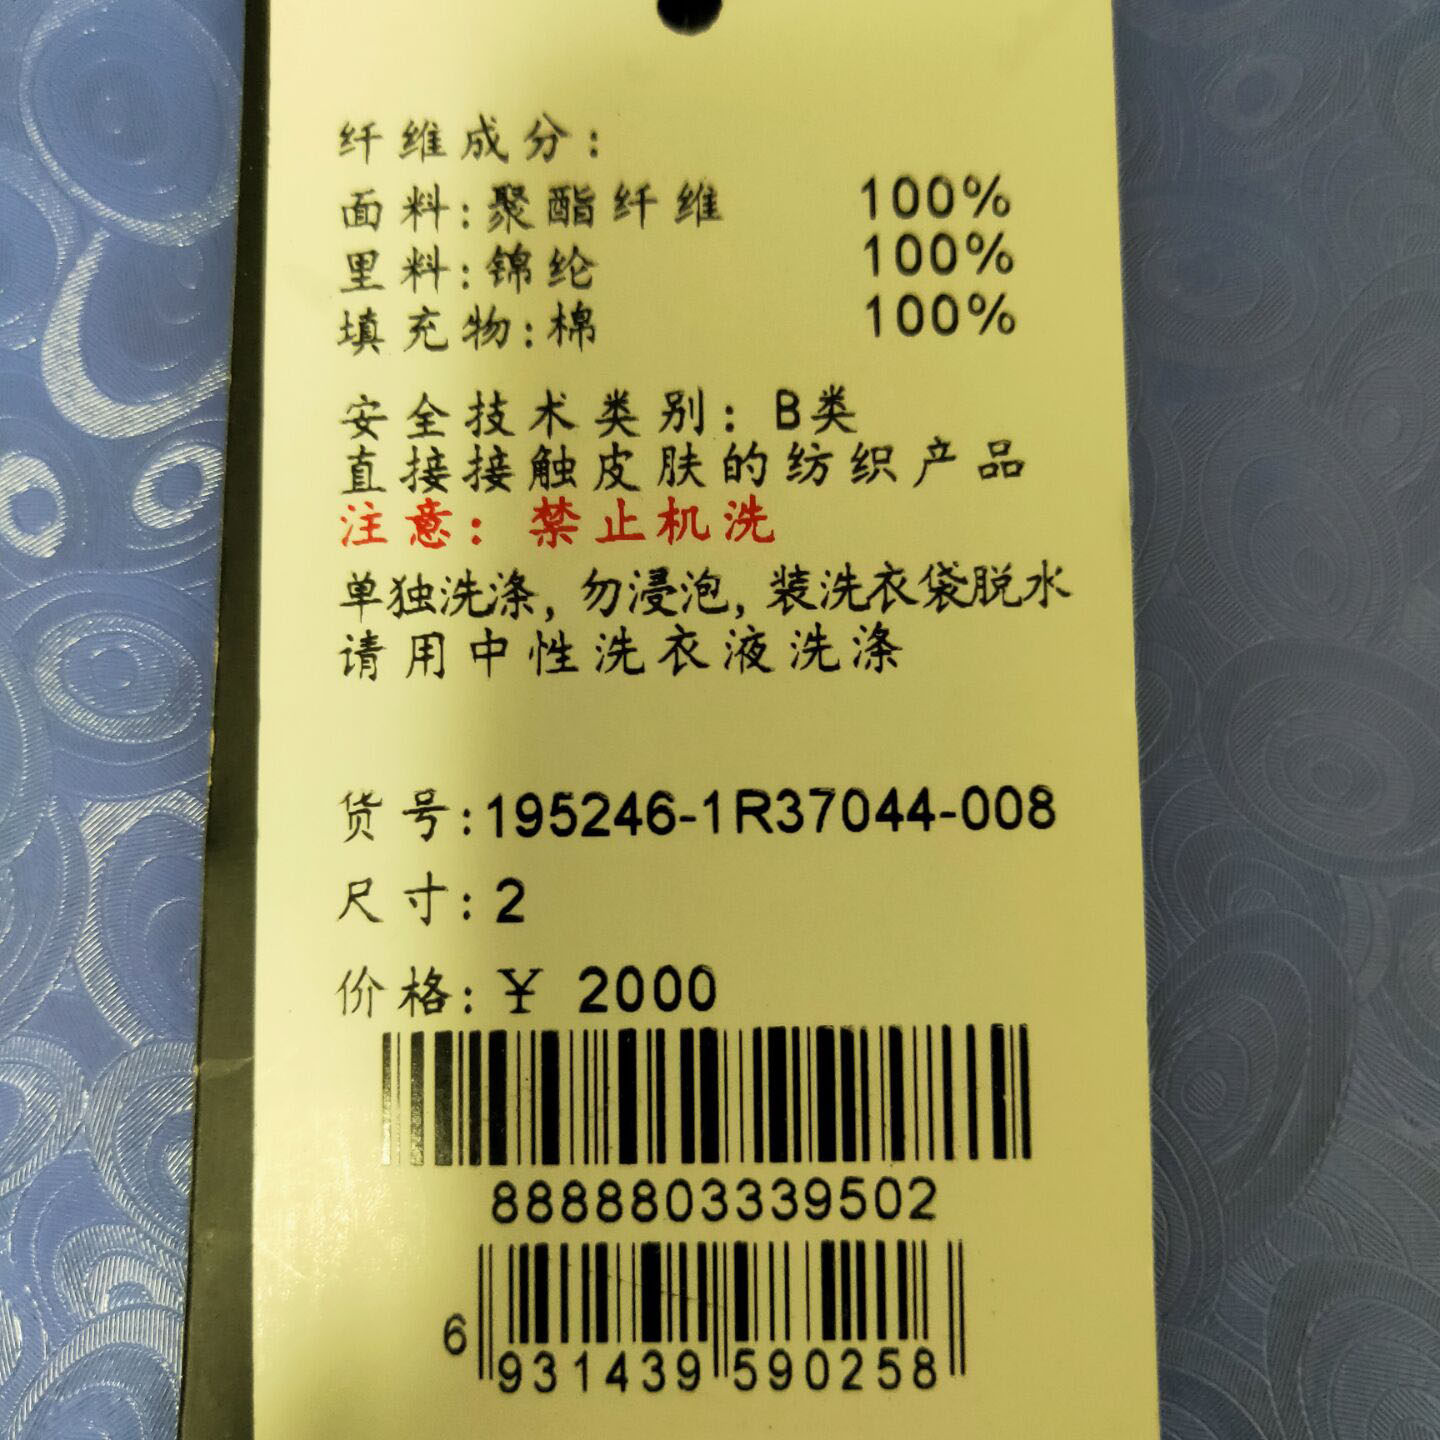 纤维成分:
面料:聚酯纤维 100%
里料:锦纶 100%
填充物:棉 100%
安全技术类别: B类
直接接触皮肤的纺织产品
注意: 禁止机洗
单独洗涤, 勿浸泡, 装洗衣袋脱水
请用中性洗衣液洗涤
货号:195246-1R37044-008
尺寸:2
价格:¥ 2000
8888803339502
6 931439 590258